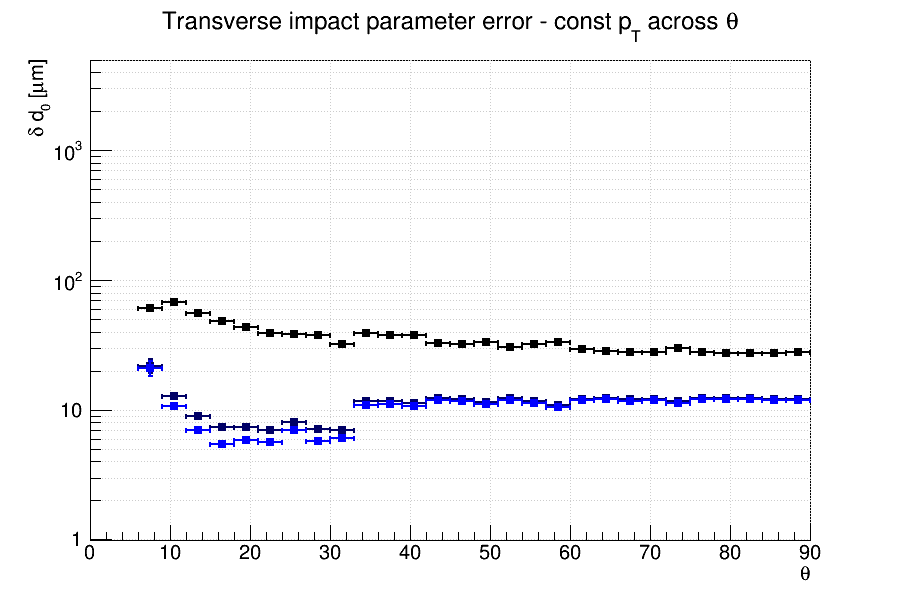 Transverse impact parameter error - const p_T across θ
δ d_0 [μm]
10^3
10^2
10
1
0 10 20 30 40 50 60 70 80 90
θ